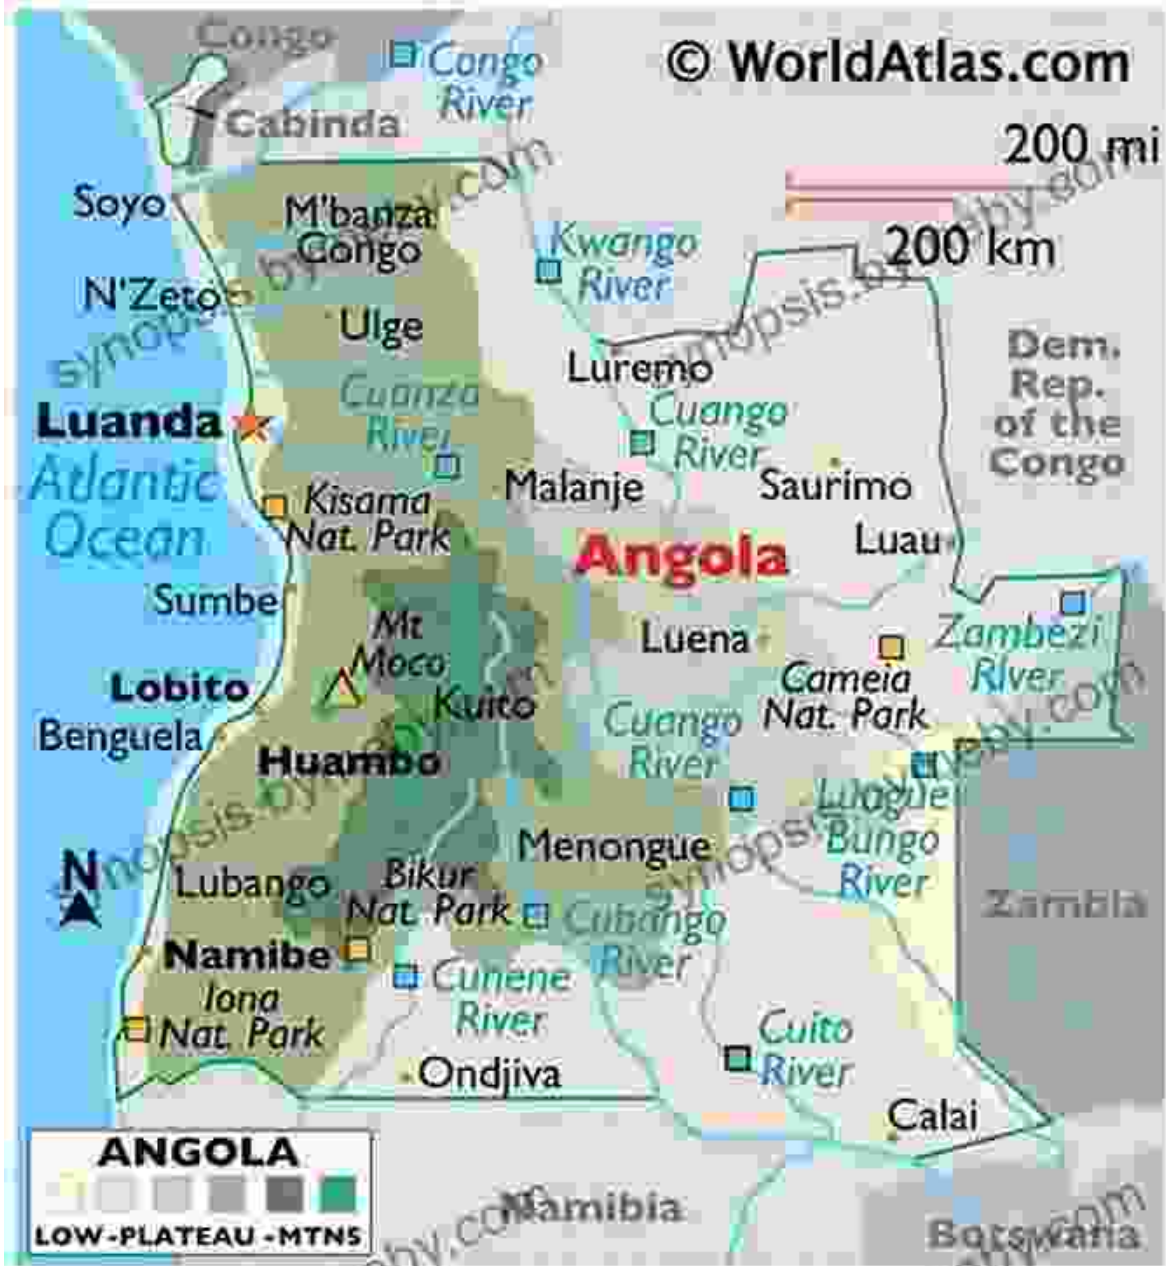 Congo
Congo
River
© WorldAtlas.com
Cabinda
200 mi
200 km
Soyo
M'banza
Congo
Kwango
River
N'Zeto
Ulge
Luremo
Dem.
Rep.
of the
Congo
Cuanza
River
Cuango
River
Luanda
Atlantic
Ocean
Kisama
Nat. Park
Malanje
Saurimo
Angola
Luau
Sumbe
Mt
Moco
Luena
Zambezi
River
Cameia
Nat. Park
Lobito
Kuito
Benguela
Cuango
River
Huambo
Luague
Bungo
River
Menongue
N
Lubango
Bikur
Nat. Park
Zambia
Cubango
River
Namibe
Iona
Nat. Park
Cunene
River
Cuito
River
Ondjiva
Calai
ANGOLA
LOW-PLATEAU-MTNS
Namibia
Botswana